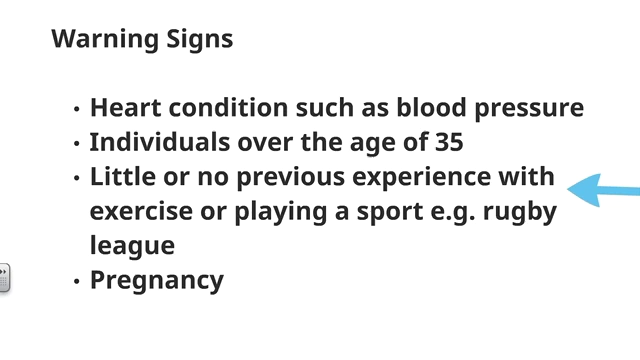 Warning Signs
• Heart condition such as blood pressure
• Individuals over the age of 35
• Little or no previous experience with
exercise or playing a sport e.g. rugby
league
• Pregnancy